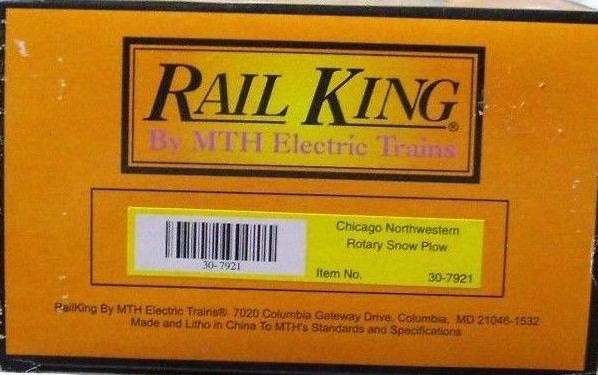 RAIL KING®
By MTH Electric Trains
Chicago Northwestern
Rotary Snow Plow
30-7921
Item No. 30-7921
RailKing By MTH Electric Trains® 7020 Columbia Gateway Drive, Columbia, MD 21046-1532
Made and Litho in China To MTH's Standards and Specifications